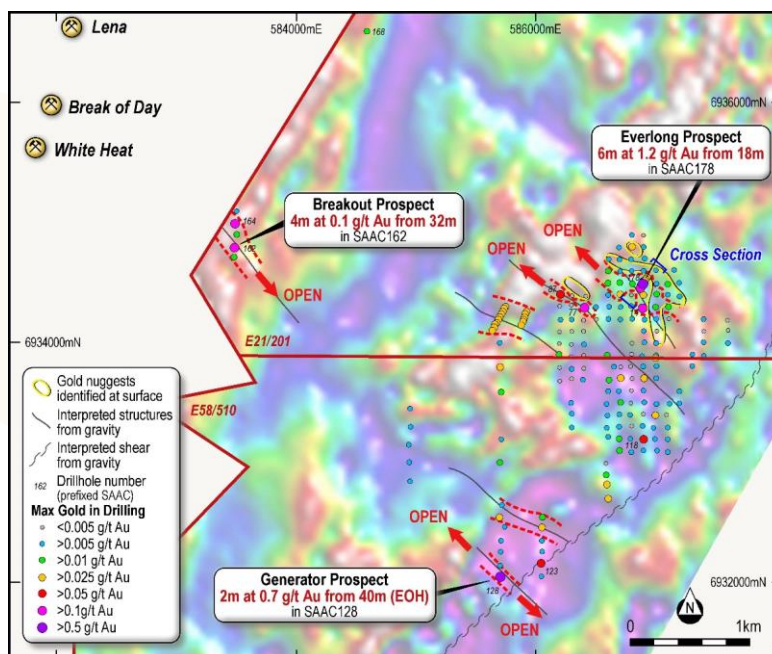 Lena
584000mE
168
586000mE
Break of Day
6936000mN
White Heat
Everlong Prospect
6m at 1.2 g/t Au from 18m
in SAAC178
Breakout Prospect
4m at 0.1 g/t Au from 32m
in SAAC162
164
162
OPEN
OPEN
OPEN
Cross Section
6934000mN
E21/201
E58/510
Gold nuggests
identified at surface
Interpreted structures
from gravity
Interpreted shear
from gravity
162 Drillhole number
(prefixed SAAC)
Max Gold in Drilling
<0.005 g/t Au
>0.005 g/t Au
>0.01 g/t Au
>0.025 g/t Au
>0.05 g/t Au
>0.1g/t Au
>0.5 g/t Au
118
OPEN
Generator Prospect
2m at 0.7 g/t Au from 40m (EOH)
in SAAC128
128
123
OPEN
6932000mN
N
0 1km